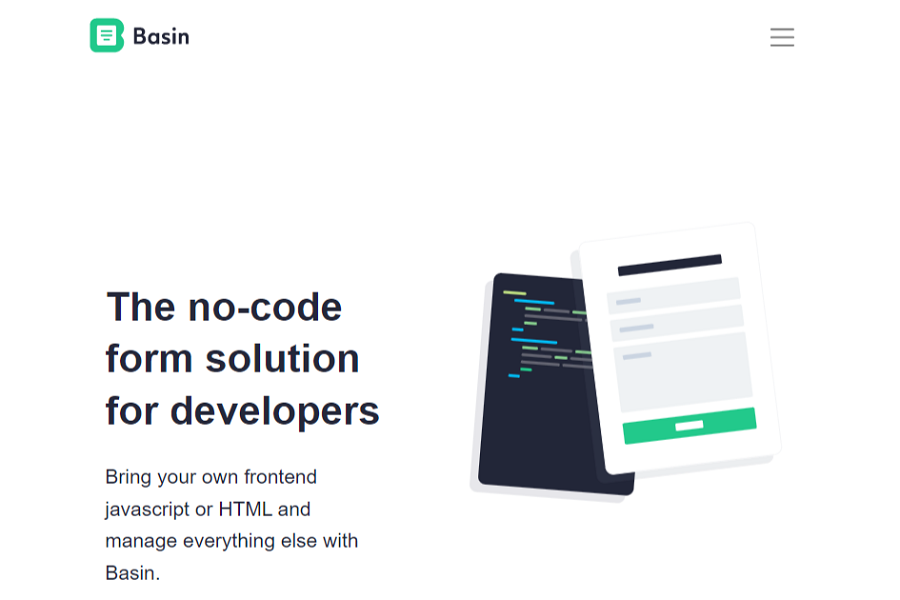 Basin
The no-code
form solution
for developers
Bring your own frontend
javascript or HTML and
manage everything else with
Basin.